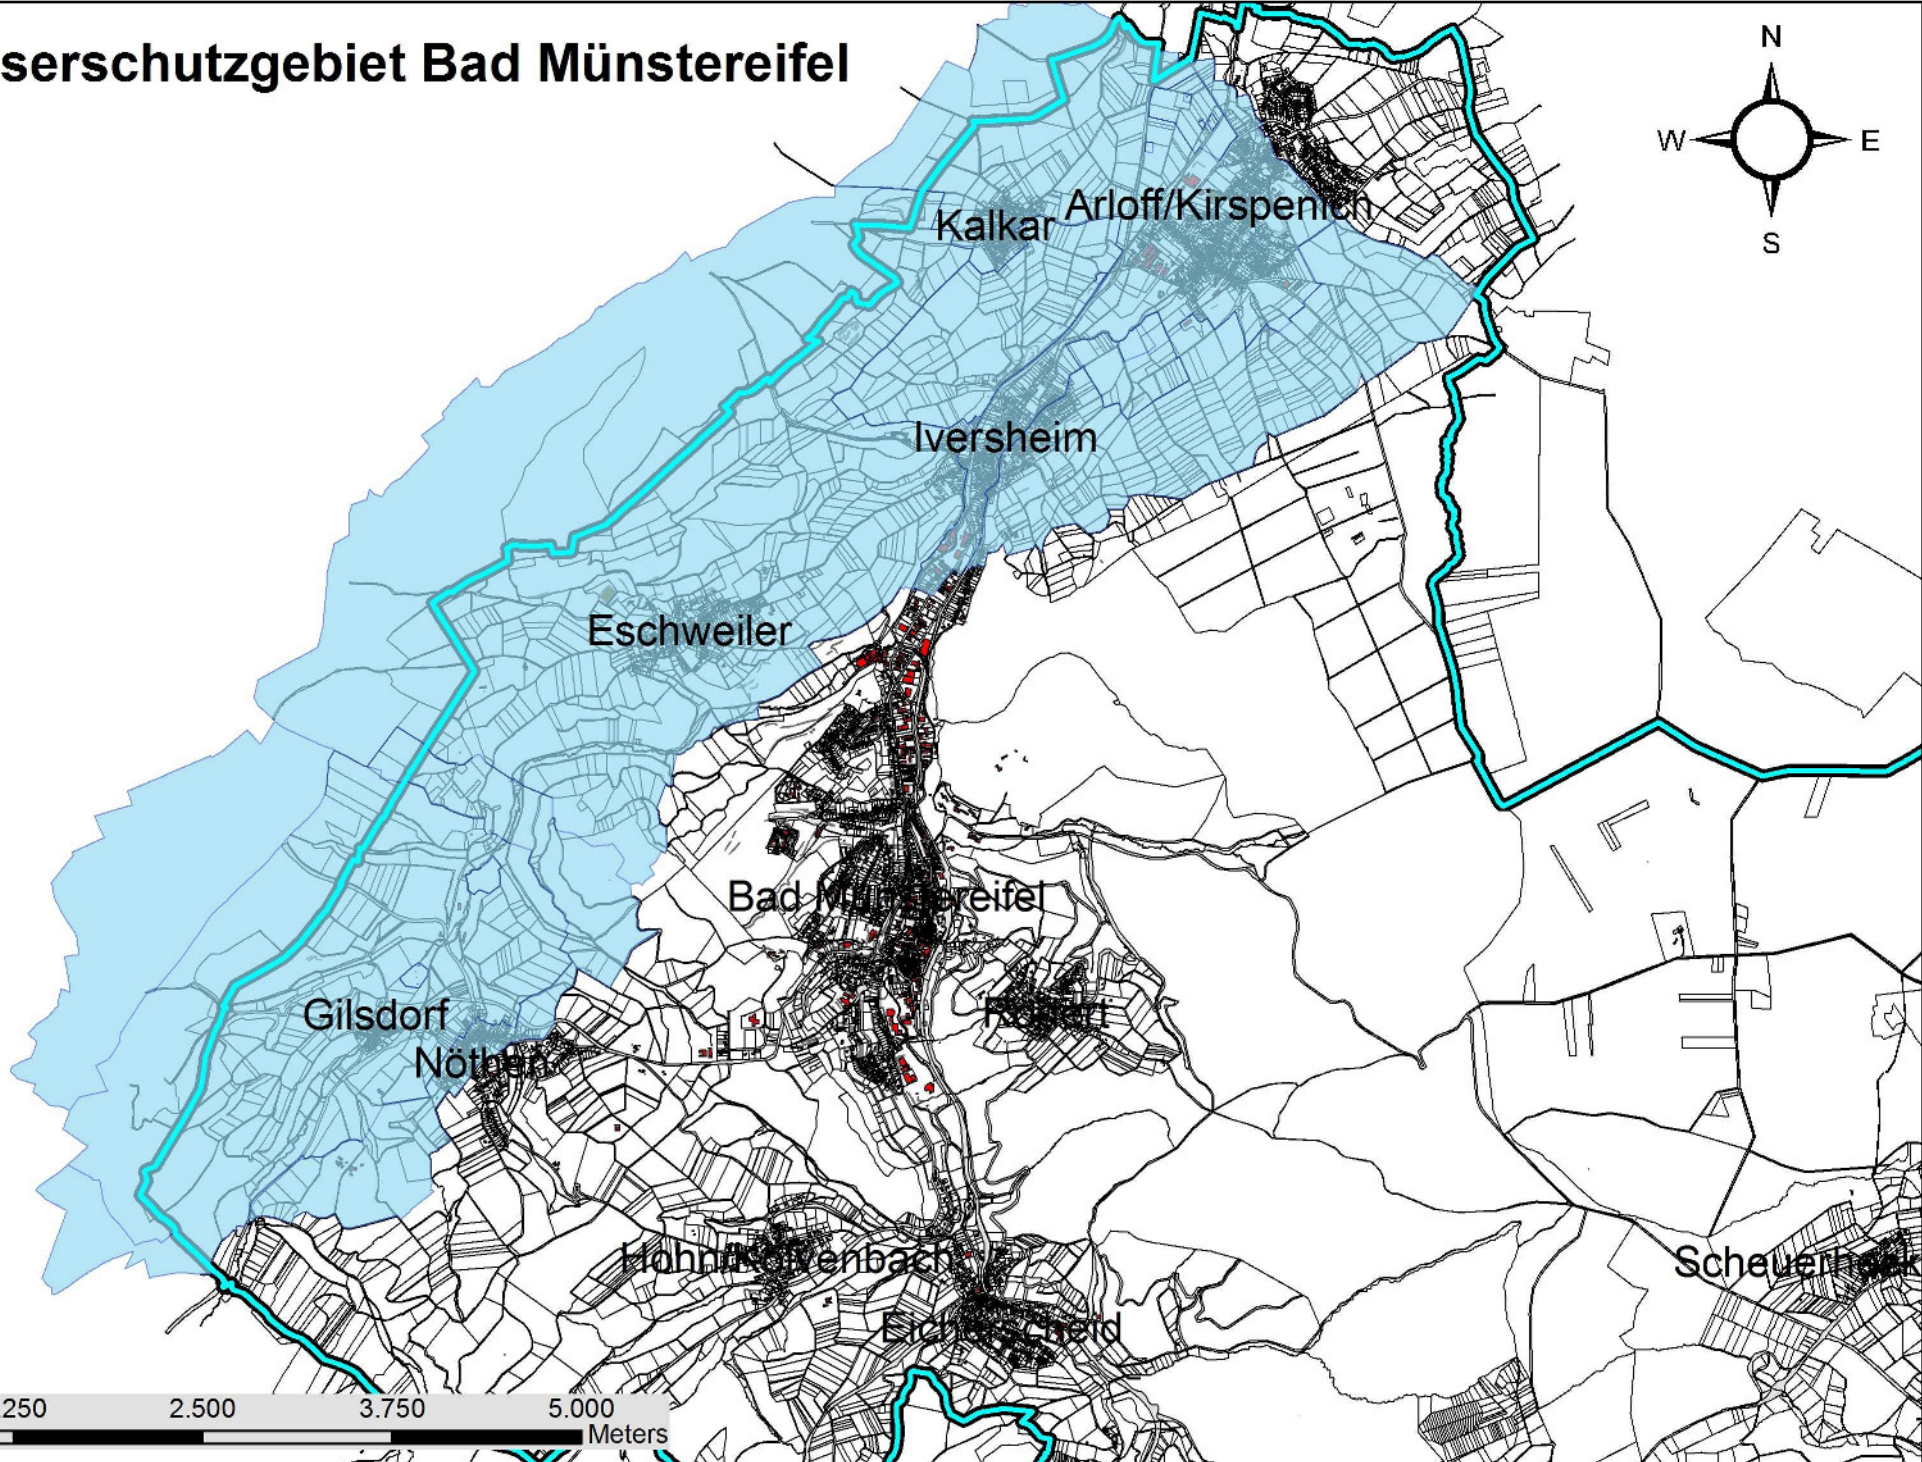 serschutzgebiet Bad Münstereifel
N
W E
S
Kalkar
Arloff/Kirspenich
Iversheim
Eschweiler
Bad Münstereifel
Gilsdorf
Nöthen
Eicherscheid
250 2.500 3.750 5.000
Meters